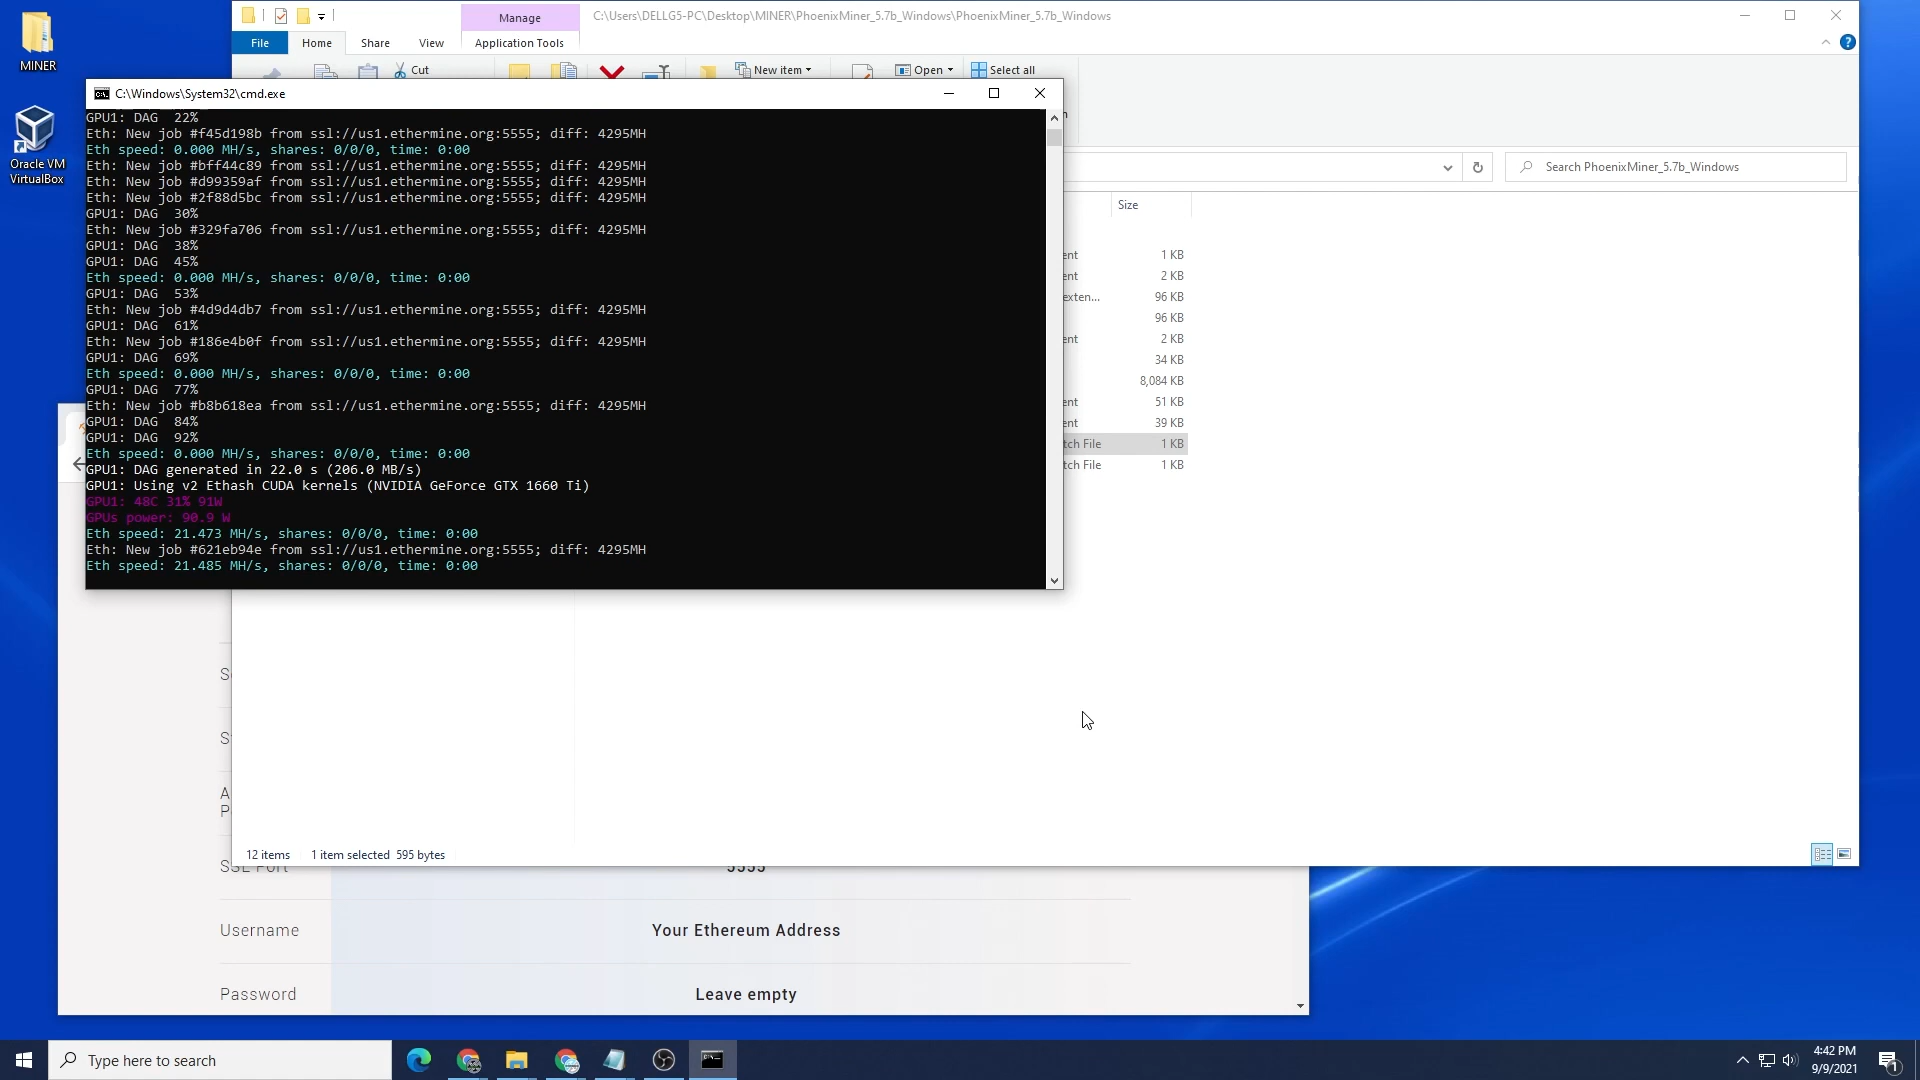 MINER
Oracle VM
VirtualBox
Manage
C:\Users\DELLG5-PC\Desktop\MINER\PhoenixMiner_5.7b_Windows\PhoenixMiner_5.7b_Windows
File
Home
Share
View
Application Tools
Cut
New item
Open
Select all
C:\Windows\System32\cmd.exe
GPU1: DAG  22%
Eth: New job #f45d198b from ssl://us1.ethermine.org:5555; diff: 4295MH
Eth speed: 0.000 MH/s, shares: 0/0/0, time: 0:00
Eth: New job #bff44c89 from ssl://us1.ethermine.org:5555; diff: 4295MH
Eth: New job #d99359af from ssl://us1.ethermine.org:5555; diff: 4295MH
Eth: New job #2f88d5bc from ssl://us1.ethermine.org:5555; diff: 4295MH
GPU1: DAG  30%
Eth: New job #329fa706 from ssl://us1.ethermine.org:5555; diff: 4295MH
GPU1: DAG  38%
GPU1: DAG  45%
Eth speed: 0.000 MH/s, shares: 0/0/0, time: 0:00
GPU1: DAG  53%
Eth: New job #4d9d4db7 from ssl://us1.ethermine.org:5555; diff: 4295MH
GPU1: DAG  61%
Eth: New job #186e4b0f from ssl://us1.ethermine.org:5555; diff: 4295MH
GPU1: DAG  69%
Eth speed: 0.000 MH/s, shares: 0/0/0, time: 0:00
GPU1: DAG  77%
Eth: New job #b8b618ea from ssl://us1.ethermine.org:5555; diff: 4295MH
GPU1: DAG  84%
GPU1: DAG  92%
Eth speed: 0.000 MH/s, shares: 0/0/0, time: 0:00
GPU1: DAG generated in 22.0 s (206.0 MB/s)
GPU1: Using v2 Ethash CUDA kernels (NVIDIA GeForce GTX 1660 Ti)
GPU1: 48C 31% 91W
GPUs power: 90.9 W
Eth speed: 21.473 MH/s, shares: 0/0/0, time: 0:00
Eth: New job #621eb94e from ssl://us1.ethermine.org:5555; diff: 4295MH
Eth speed: 21.485 MH/s, shares: 0/0/0, time: 0:00
Search PhoenixMiner_5.7b_Windows
Size
ent 1 KB
ent 2 KB
exten... 96 KB
96 KB
ent 2 KB
34 KB
8,084 KB
ent 51 KB
ent 39 KB
tch File 1 KB
tch File 1 KB
12 items
1 item selected 595 bytes
SSL Port 5555
Username Your Ethereum Address
Password Leave empty
Type here to search
4:42 PM
9/9/2021
1